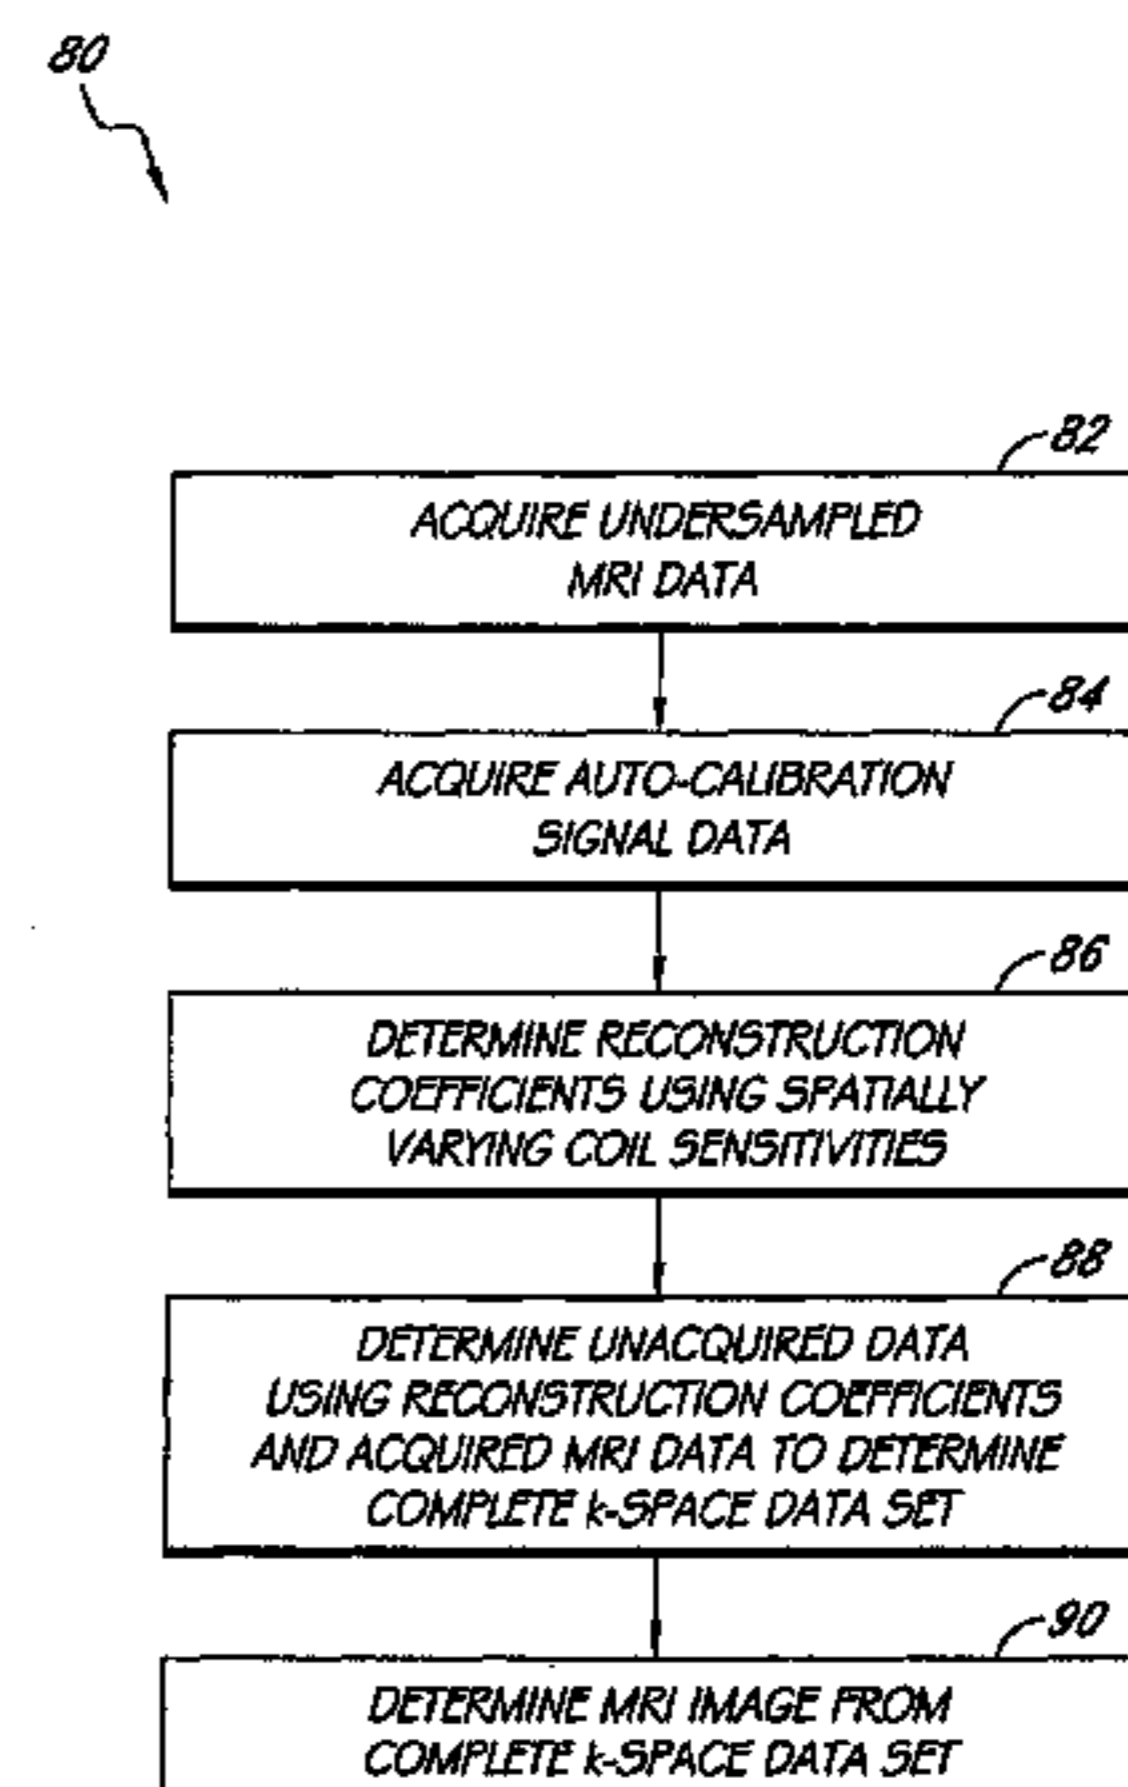 80
82
ACQUIRE UNDERSAMPLED
MRI DATA
84
ACQUIRE AUTO-CALIBRATION
SIGNAL DATA
86
DETERMINE RECONSTRUCTION
COEFFICIENTS USING SPATIALLY
VARYING COIL SENSITIVITIES
88
DETERMINE UNACQUIRED DATA
USING RECONSTRUCTION COEFFICIENTS
AND ACQUIRED MRI DATA TO DETERMINE
COMPLETE k-SPACE DATA SET
90
DETERMINE MRI IMAGE FROM
COMPLETE k-SPACE DATA SET